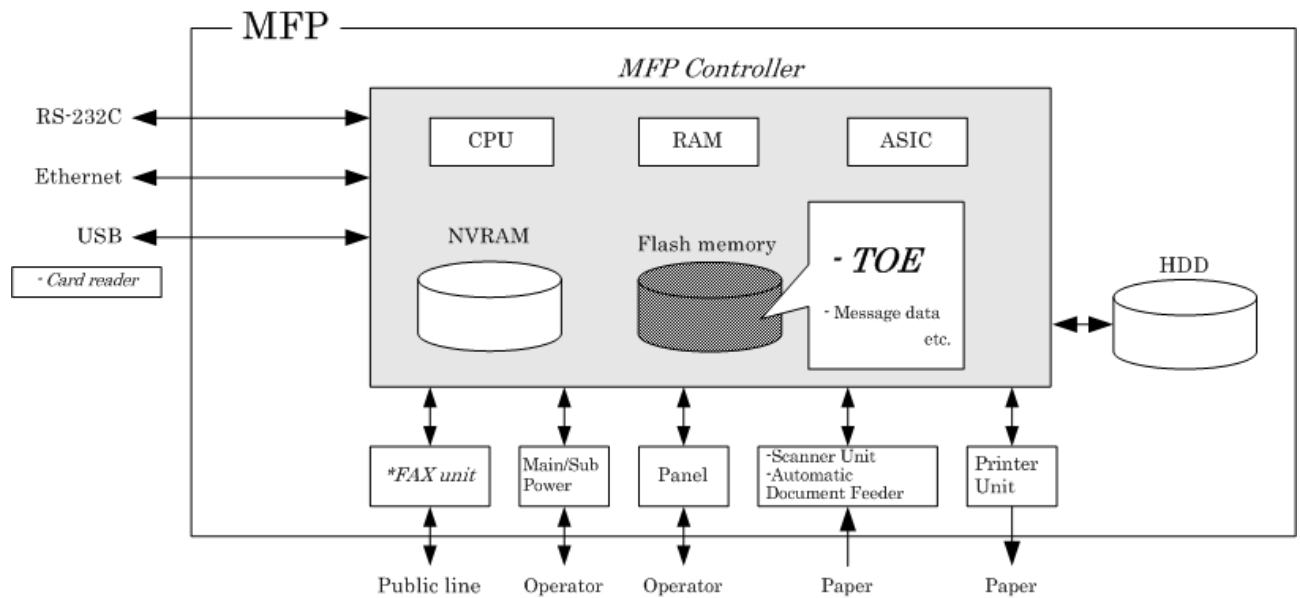 MFP
MFP Controller
RS-232C
CPU
RAM
ASIC
Ethernet
USB
NVRAM
Flash memory
- TOE
- Message data
etc.
HDD
- Card reader
*FAX unit
Main/Sub
Power
Panel
-Scanner Unit
-Automatic
Document Feeder
Printer
Unit
Public line
Operator
Operator
Paper
Paper